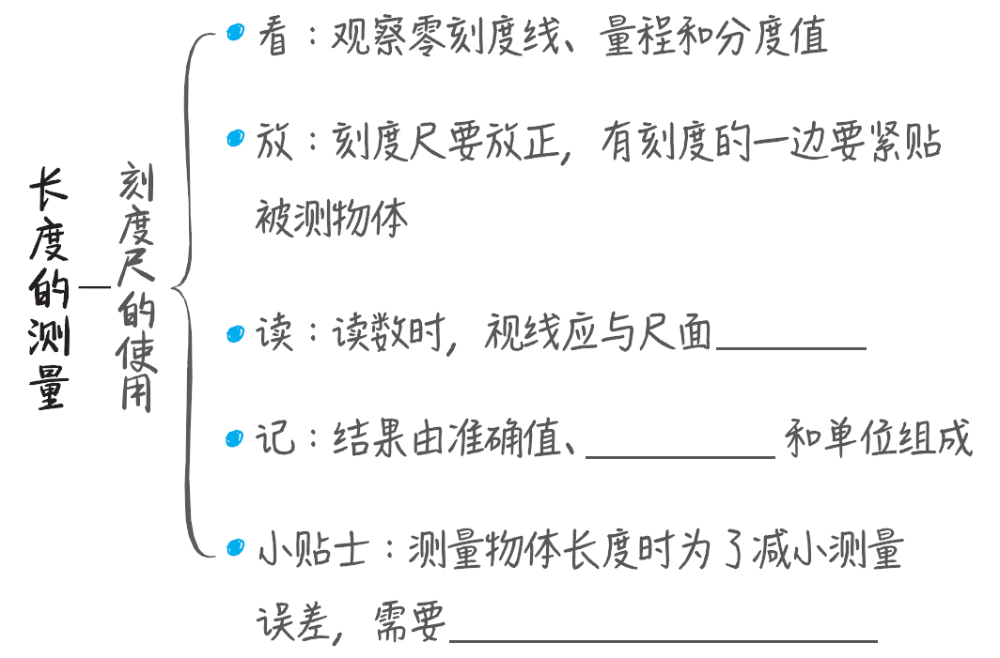 长度的测量
刻度尺的使用
看：观察零刻度线、量程和分度值
放：刻度尺要放正，有刻度的一边要紧贴
被测物体
读：读数时，视线应与尺面________
记：结果由准确值、__________和单位组成
小贴士：测量物体长度时为了减小测量
误差，需要______________________